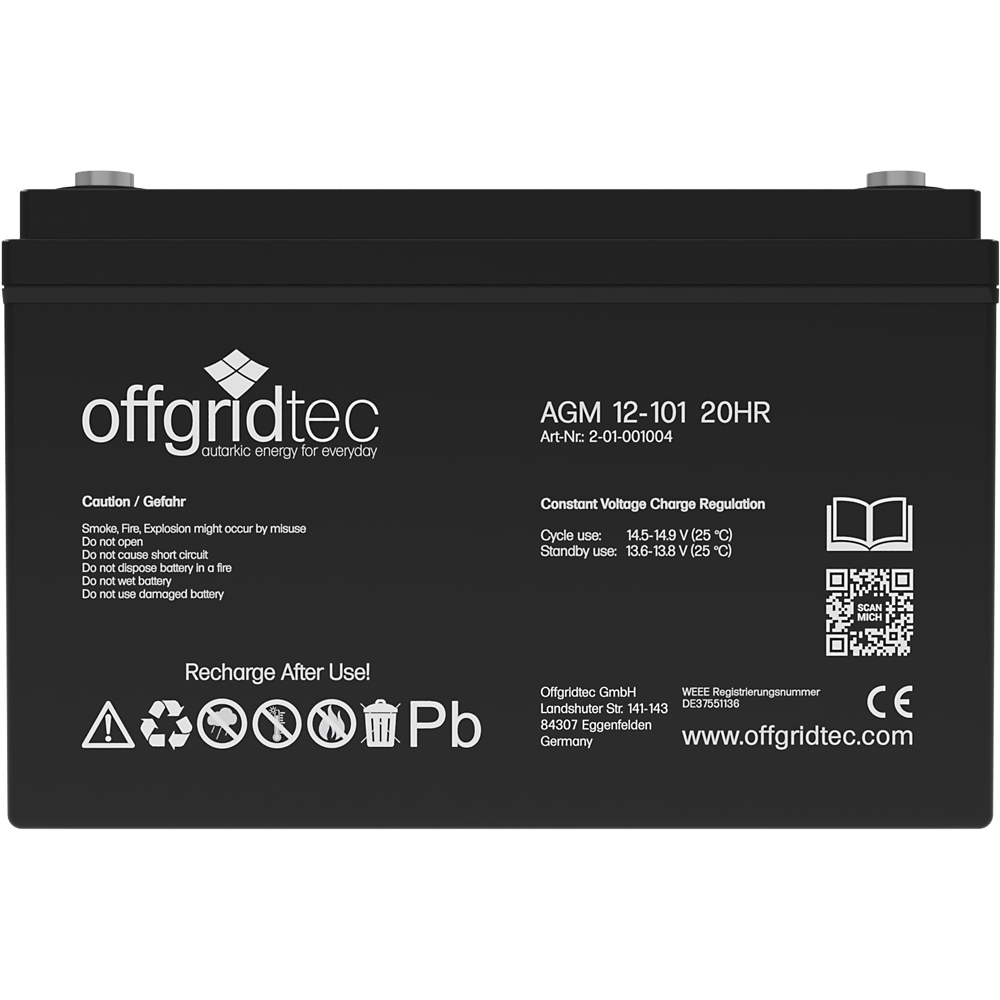 offgridtec
autarkic energy for everyday
AGM 12-101 20HR
Art-Nr.: 2-01-001004
Caution / Gefahr
Smoke, Fire, Explosion might occur by misuse
Do not open
Do not cause short circuit
Do not dispose battery in a fire
Do not wet battery
Do not use damaged battery
Constant Voltage Charge Regulation
Cycle use: 14.5-14.9 V (25 °C)
Standby use: 13.6-13.8 V (25 °C)
SCAN
MICH
Recharge After Use!
Pb
Offgridtec GmbH
Landshuter Str. 141-143
84307 Eggenfelden
Germany
WEEE Registrierungsnummer
DE37551136
CE
www.offgridtec.com